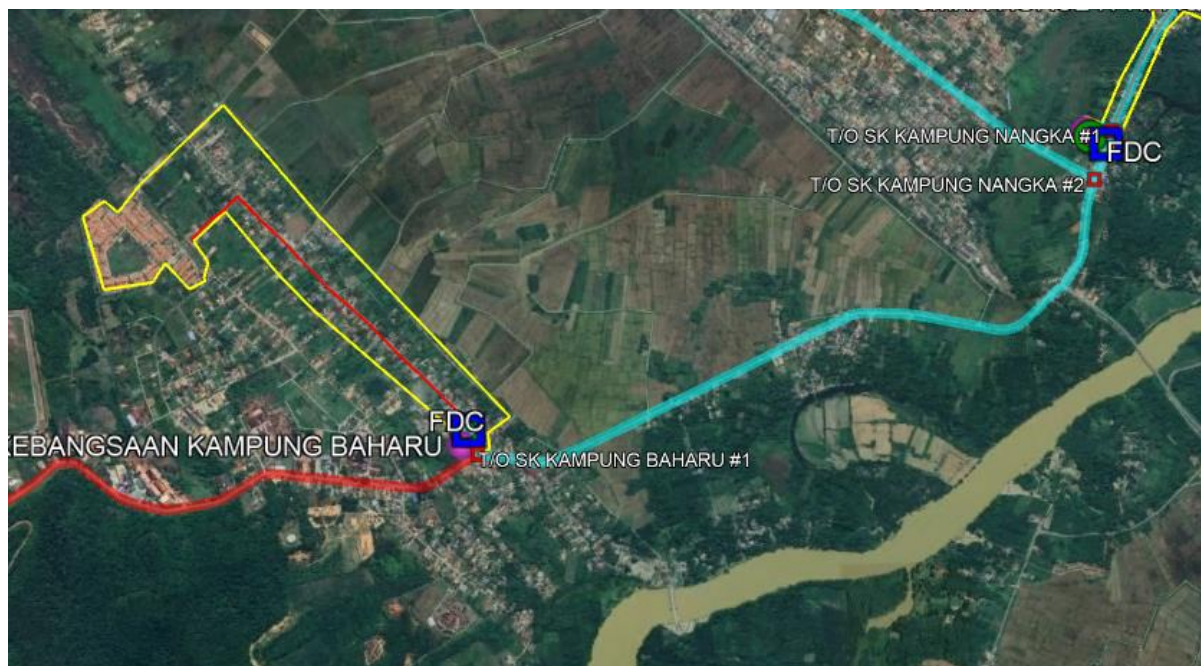 T/O SK KAMPUNG NANGKA #1
FDC
T/O SK KAMPUNG NANGKA #2
FDC
KEBANGSAAN KAMPUNG BAHARU
T/O SK KAMPUNG BAHARU #1